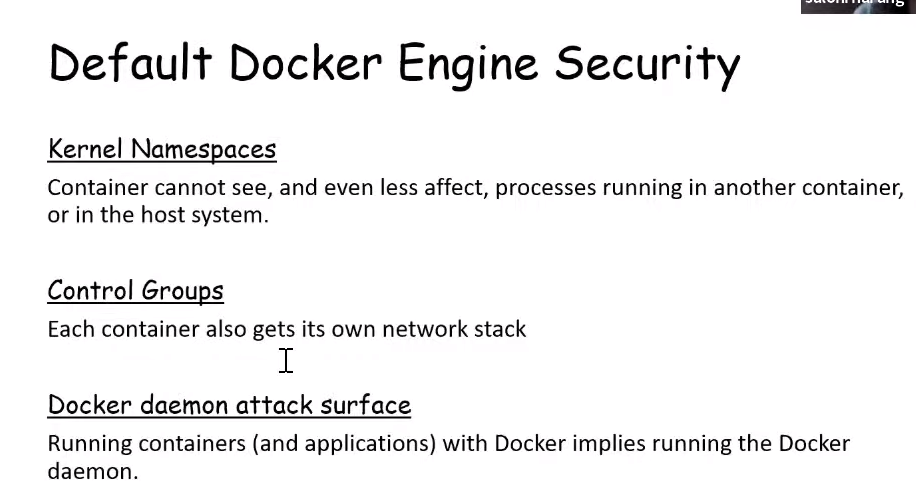 Default Docker Engine Security
Kernel Namespaces
Container cannot see, and even less affect, processes running in another container,
or in the host system.
Control Groups
Each container also gets its own network stack
Docker daemon attack surface
Running containers (and applications) with Docker implies running the Docker
daemon.